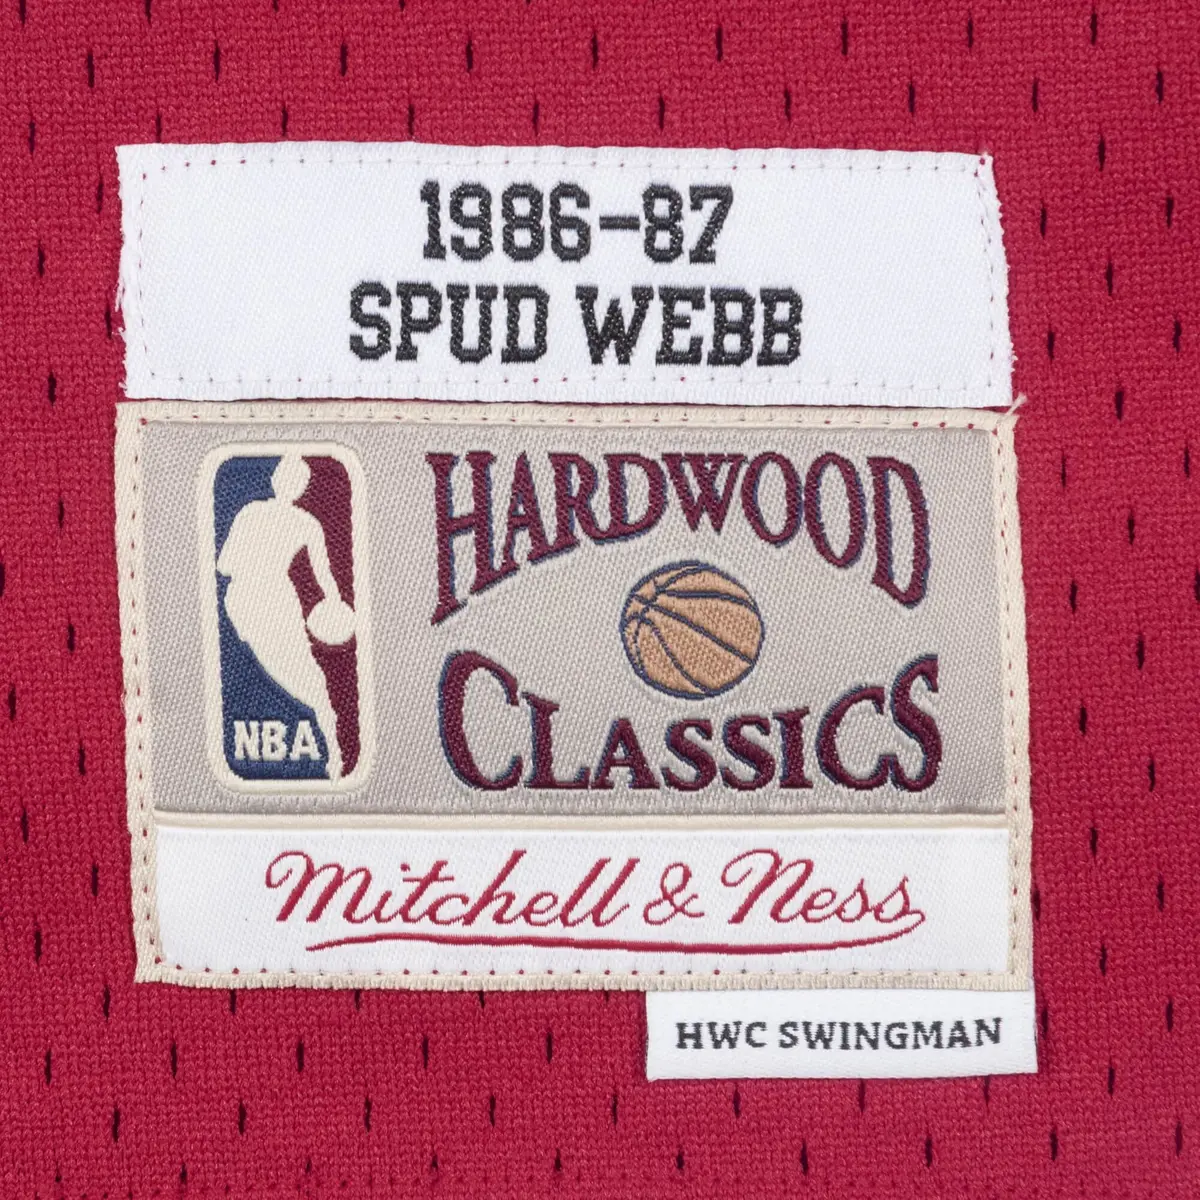 1986-87
SPUD WEBB
HARDWOOD
CLASSICS
NBA
Mitchell & Ness
HWC SWINGMAN